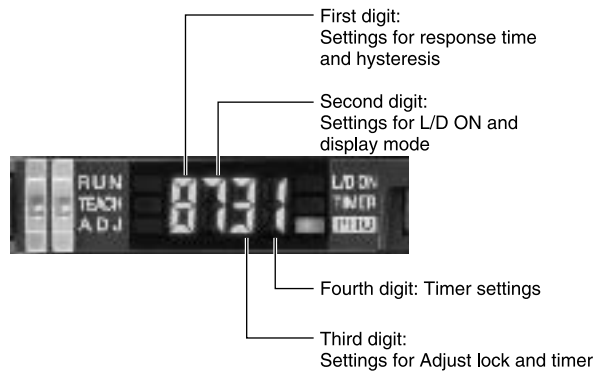 First digit:
Settings for response time
and hysteresis
Second digit:
Settings for L/D ON and
display mode
RUN
TEACH
ADJ
8731
L/D ON
TIMER
Fourth digit: Timer settings
Third digit:
Settings for Adjust lock and timer